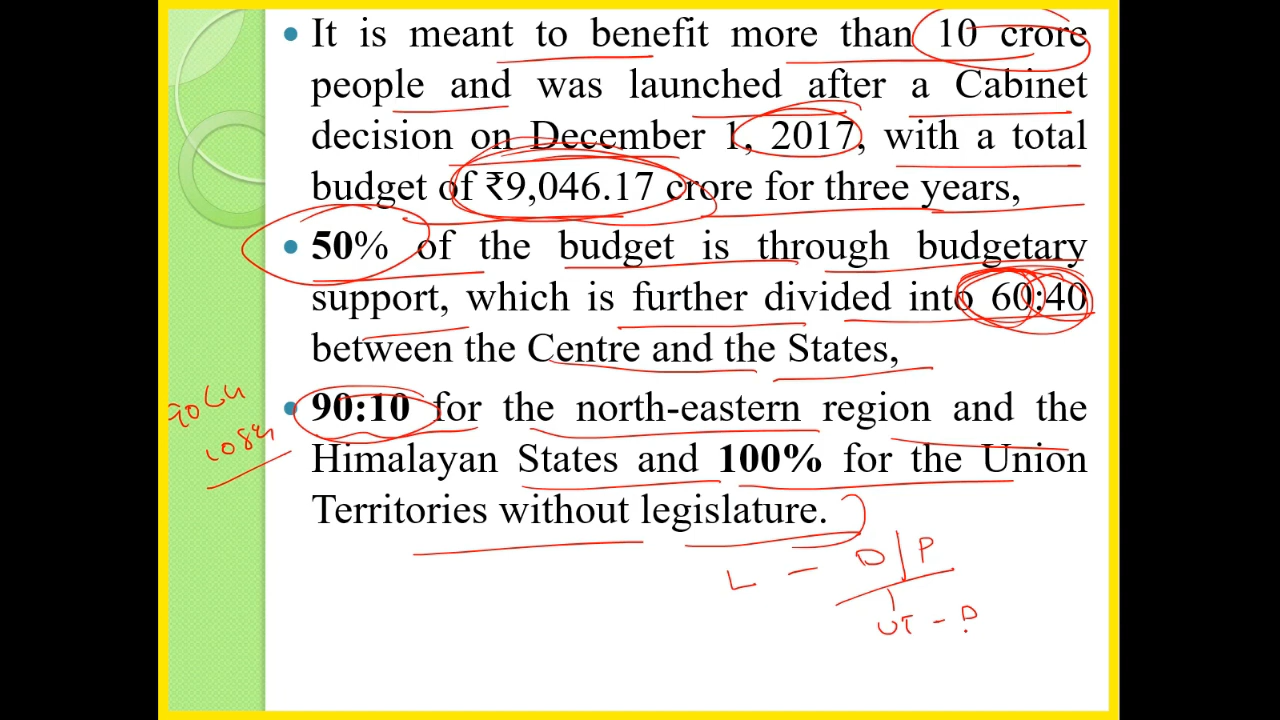 • It is meant to benefit more than 10 crore
people and was launched after a Cabinet
decision on December 1, 2017, with a total
budget of ₹9,046.17 crore for three years,
• 50% of the budget is through budgetary
support, which is further divided into 60:40
between the Centre and the States,
• 90:10 for the north-eastern region and the
Himalayan States and 100% for the Union
Territories without legislature.
L - D | P
UT - P